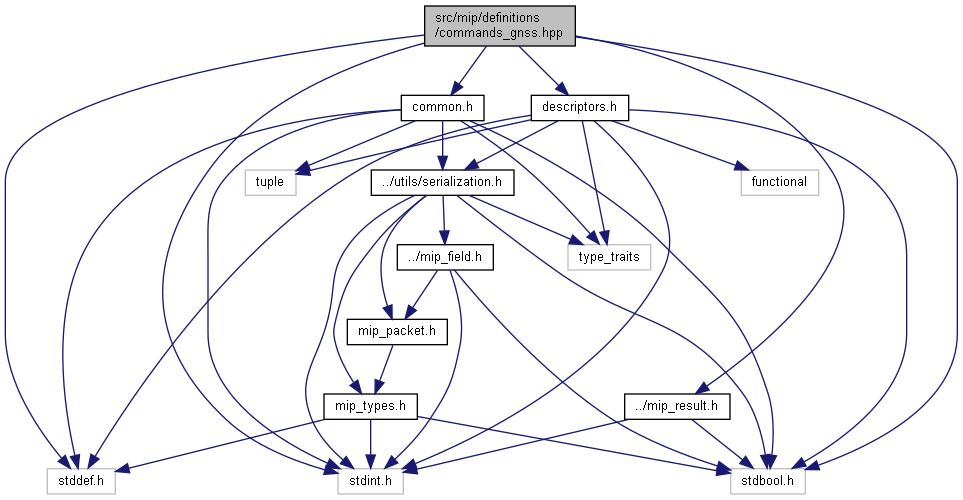 src/mip/definitions
/commands_gnss.hpp
common.h
descriptors.h
tuple
../utils/serialization.h
functional
../mip_field.h
type_traits
mip_packet.h
mip_types.h
../mip_result.h
stddef.h
stdint.h
stdbool.h